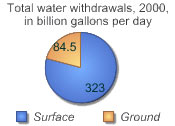 Total water withdrawals, 2000,
in billion gallons per day
84.5
323
Surface Ground